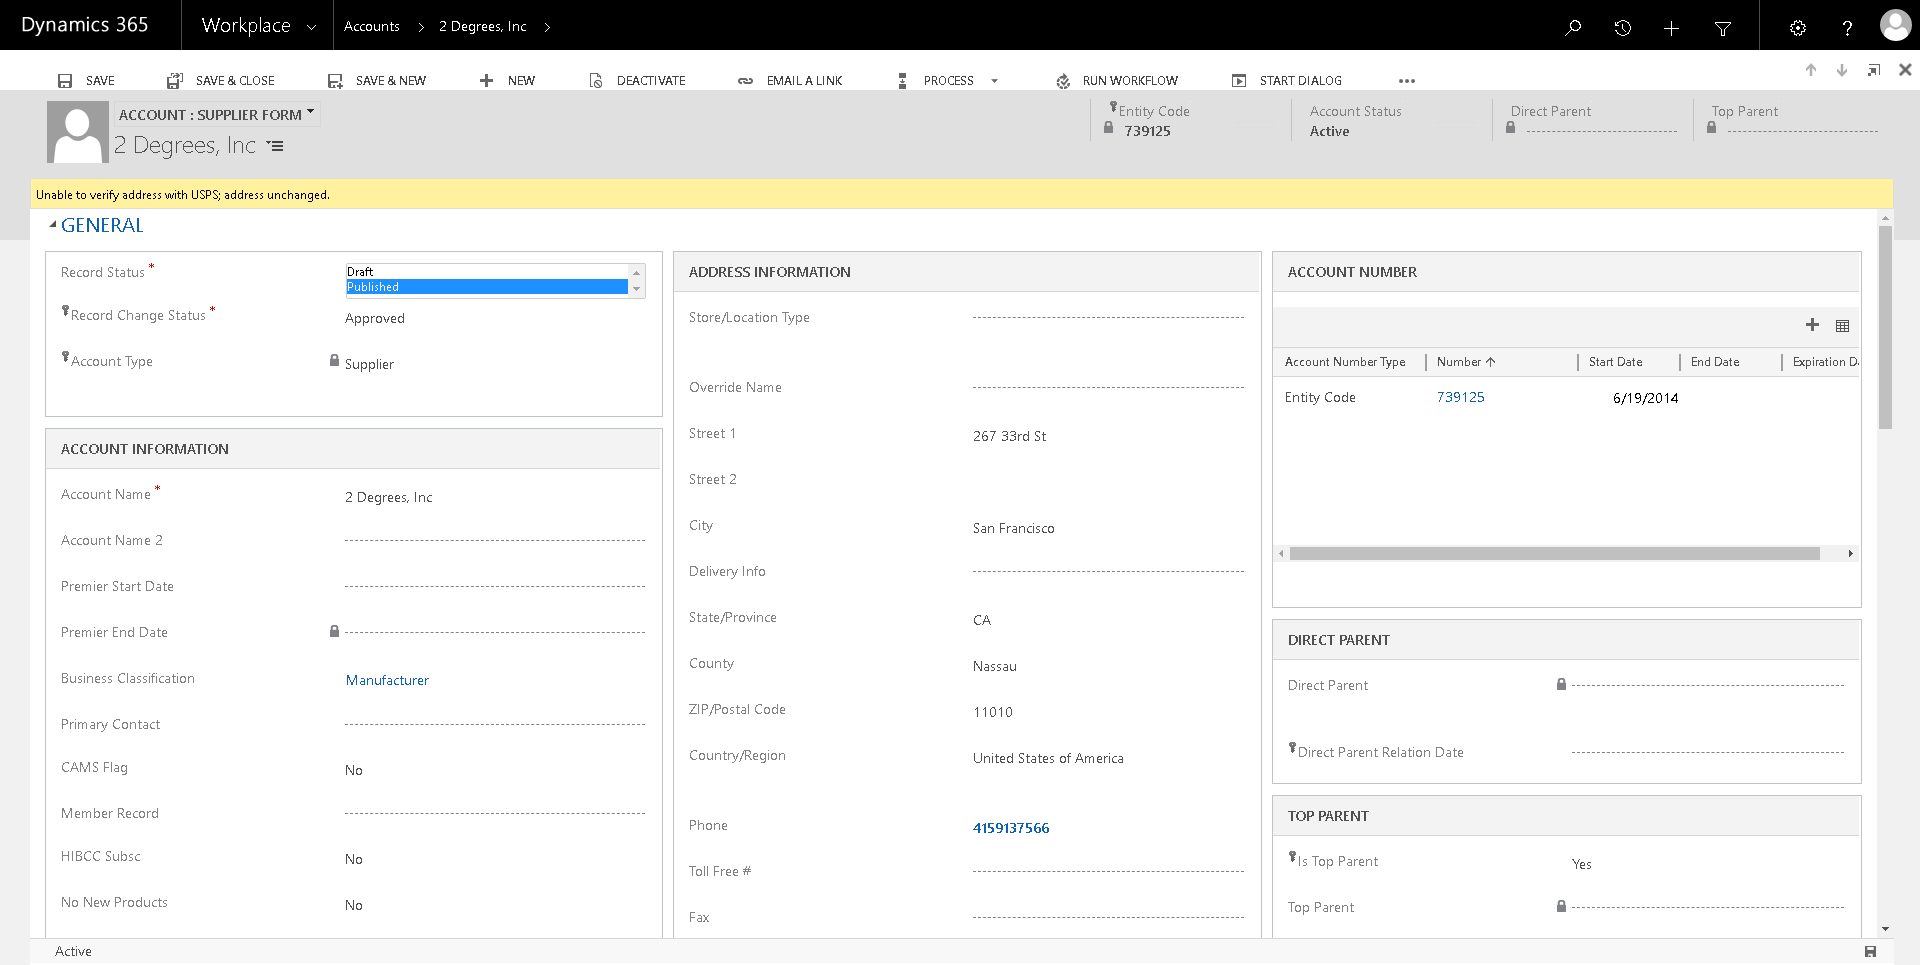 Dynamics 365
Workplace
Accounts
2 Degrees, Inc
?
SAVE
SAVE & CLOSE
SAVE & NEW
NEW
DEACTIVATE
EMAIL A LINK
PROCESS
RUN WORKFLOW
START DIALOG
ACCOUNT : SUPPLIER FORM
2 Degrees, Inc
Entity Code
739125
Account Status
Active
Direct Parent
Top Parent
Unable to verify address with USPS; address unchanged.
GENERAL
Record Status *
Draft
Published
Record Change Status *
Approved
Account Type
Supplier
ACCOUNT INFORMATION
Account Name *
2 Degrees, Inc
Account Name 2
Premier Start Date
Premier End Date
Business Classification
Manufacturer
Primary Contact
CAMS Flag
No
Member Record
HIBCC Subsc
No
No New Products
No
ADDRESS INFORMATION
Store/Location Type
Override Name
Street 1
267 33rd St
Street 2
City
San Francisco
Delivery Info
State/Province
CA
County
Nassau
ZIP/Postal Code
11010
Country/Region
United States of America
Phone
4159137566
Toll Free #
Fax
ACCOUNT NUMBER
Account Number Type
Number
Start Date
End Date
Expiration D
Entity Code
739125
6/19/2014
DIRECT PARENT
Direct Parent
Direct Parent Relation Date
TOP PARENT
Is Top Parent
Yes
Top Parent
Active